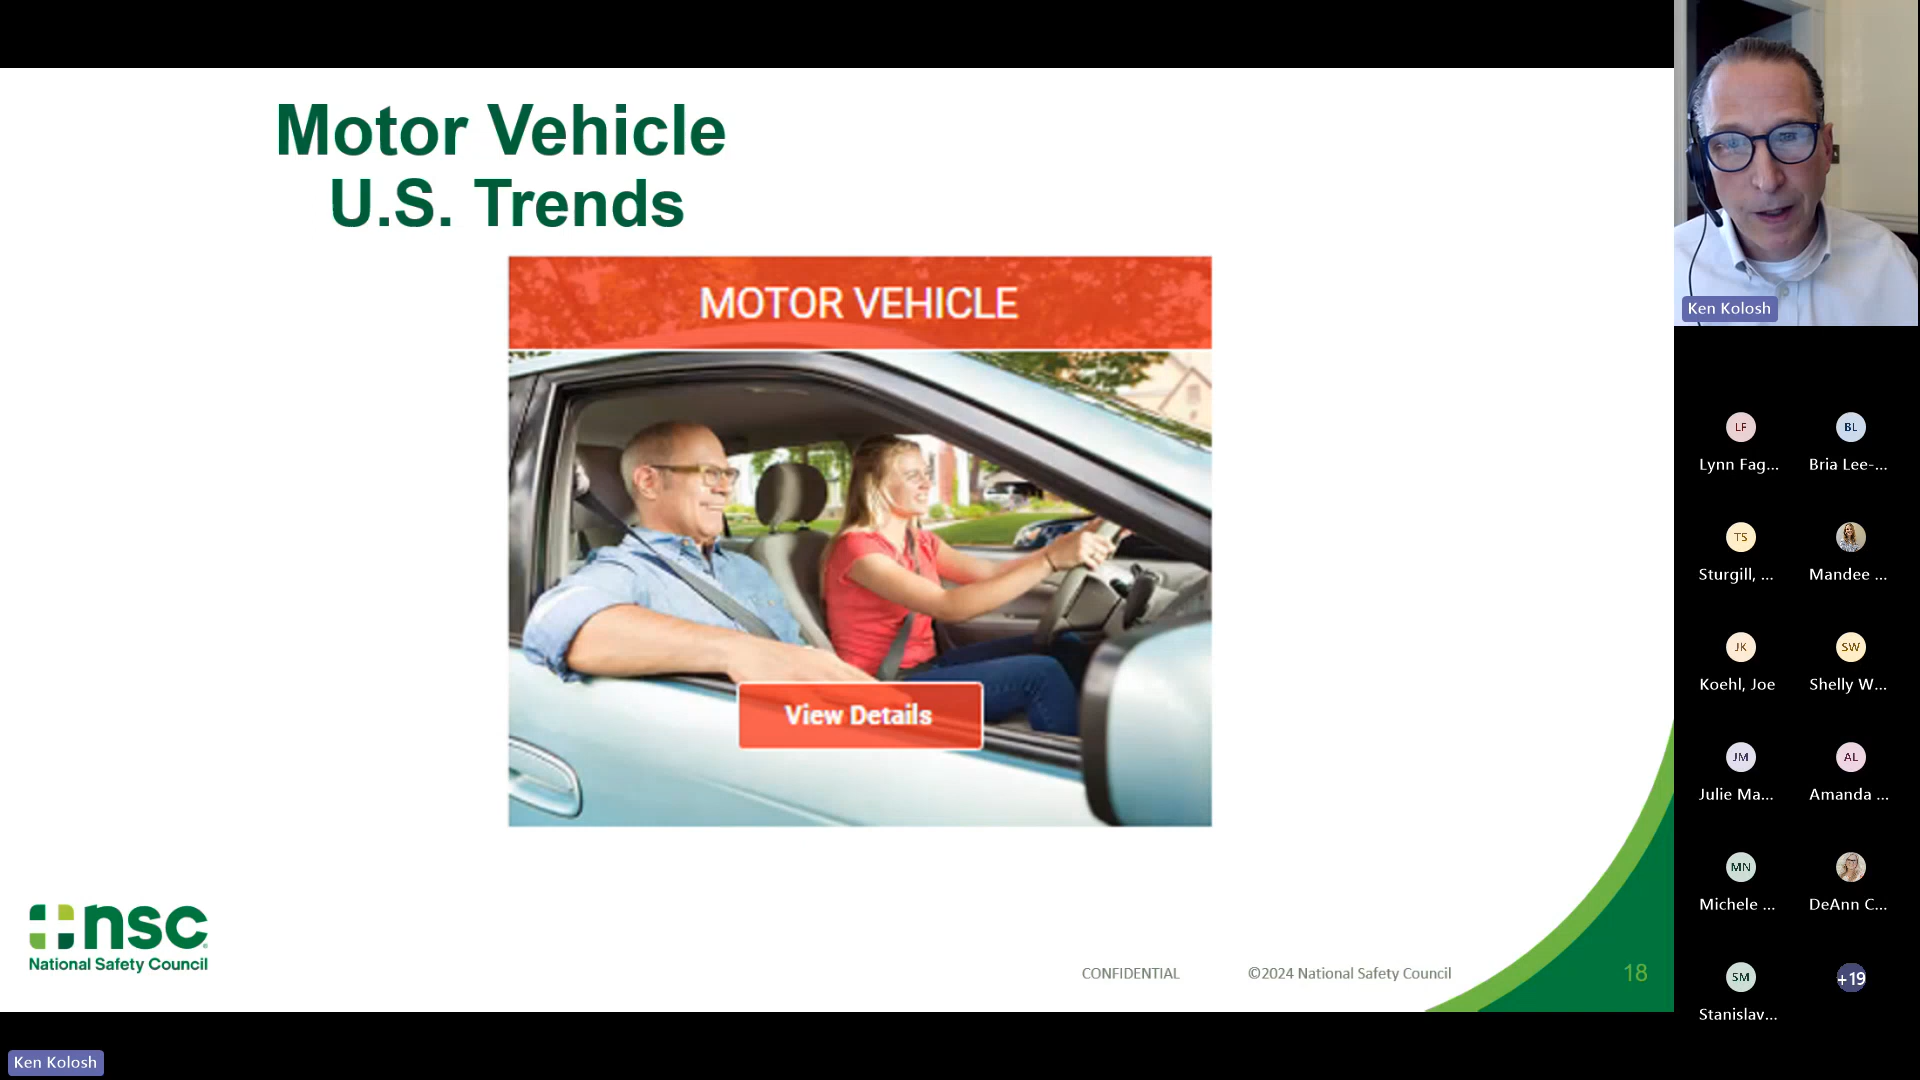 Motor Vehicle
U.S. Trends
MOTOR VEHICLE
View Details
nsc
National Safety Council
CONFIDENTIAL
©2024 National Safety Council
18
Ken Kolosh
LF
BL
Lynn Fag...
Bria Lee-...
TS
Sturgill, ...
Mandee ...
JK
SW
Koehl, Joe
Shelly W...
JM
AL
Julie Ma...
Amanda ...
MN
Michele ...
DeAnn C...
SM
+19
Stanislav...
Ken Kolosh